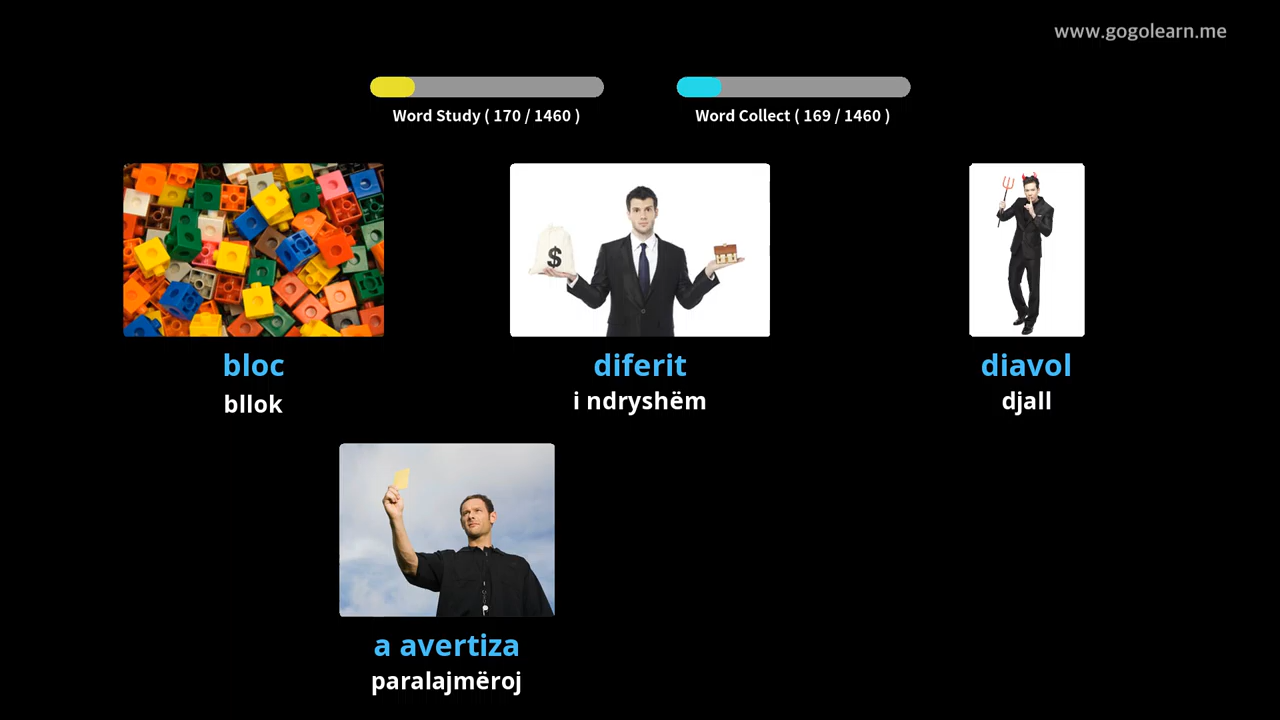 www.gogolearn.me
Word Study ( 170 / 1460 )
Word Collect ( 169 / 1460 )
$
bloc
bllok
diferit
i ndryshëm
diavol
djall
a avertiza
paralajmëroj